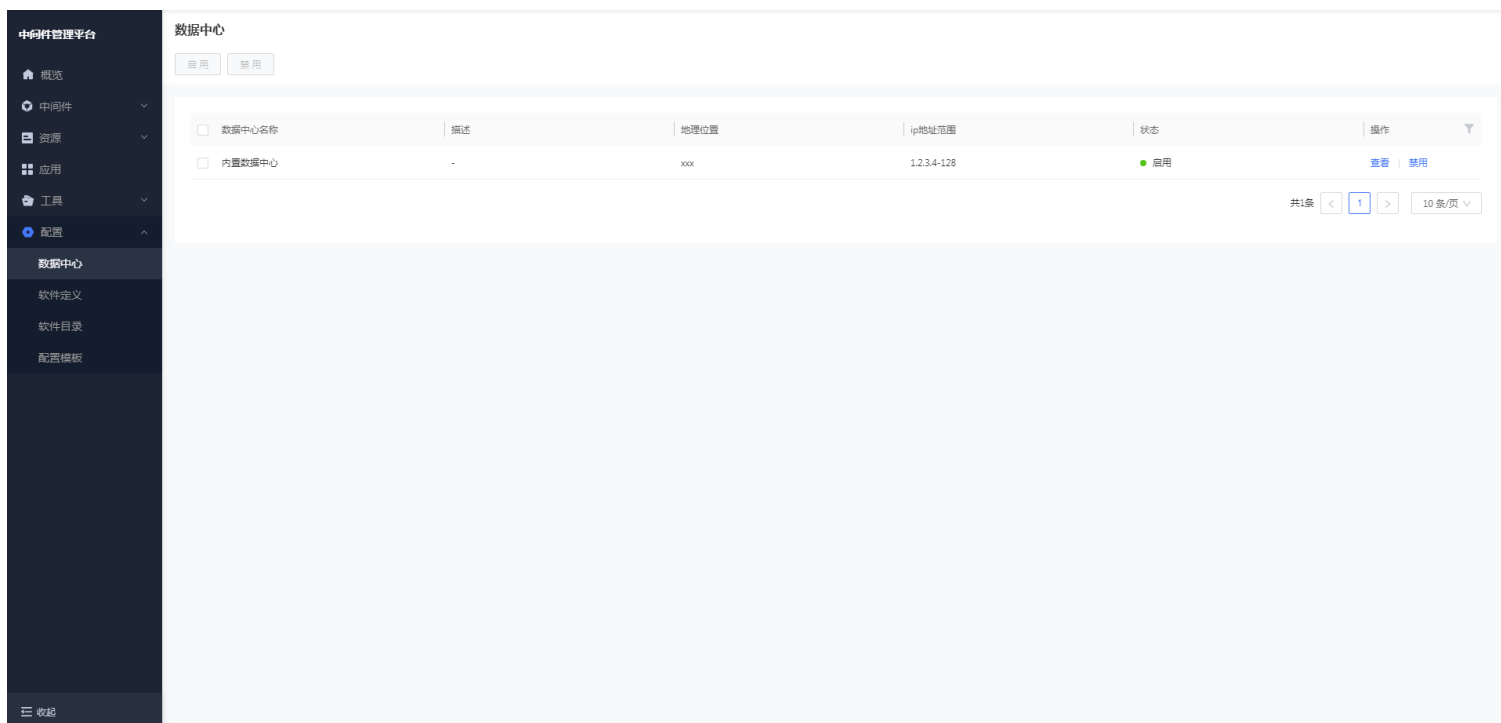 中间件管理平台
概览
中间件
资源
应用
工具
配置
数据中心
软件定义
软件目录
配置模板
收起
数据中心
启用 禁用
数据中心名称 描述 地理位置 ip地址范围 状态 操作
内置数据中心 - xxx 1.2.3.4-128 启用 查看 禁用
共1条 < 1 > 10 条/页